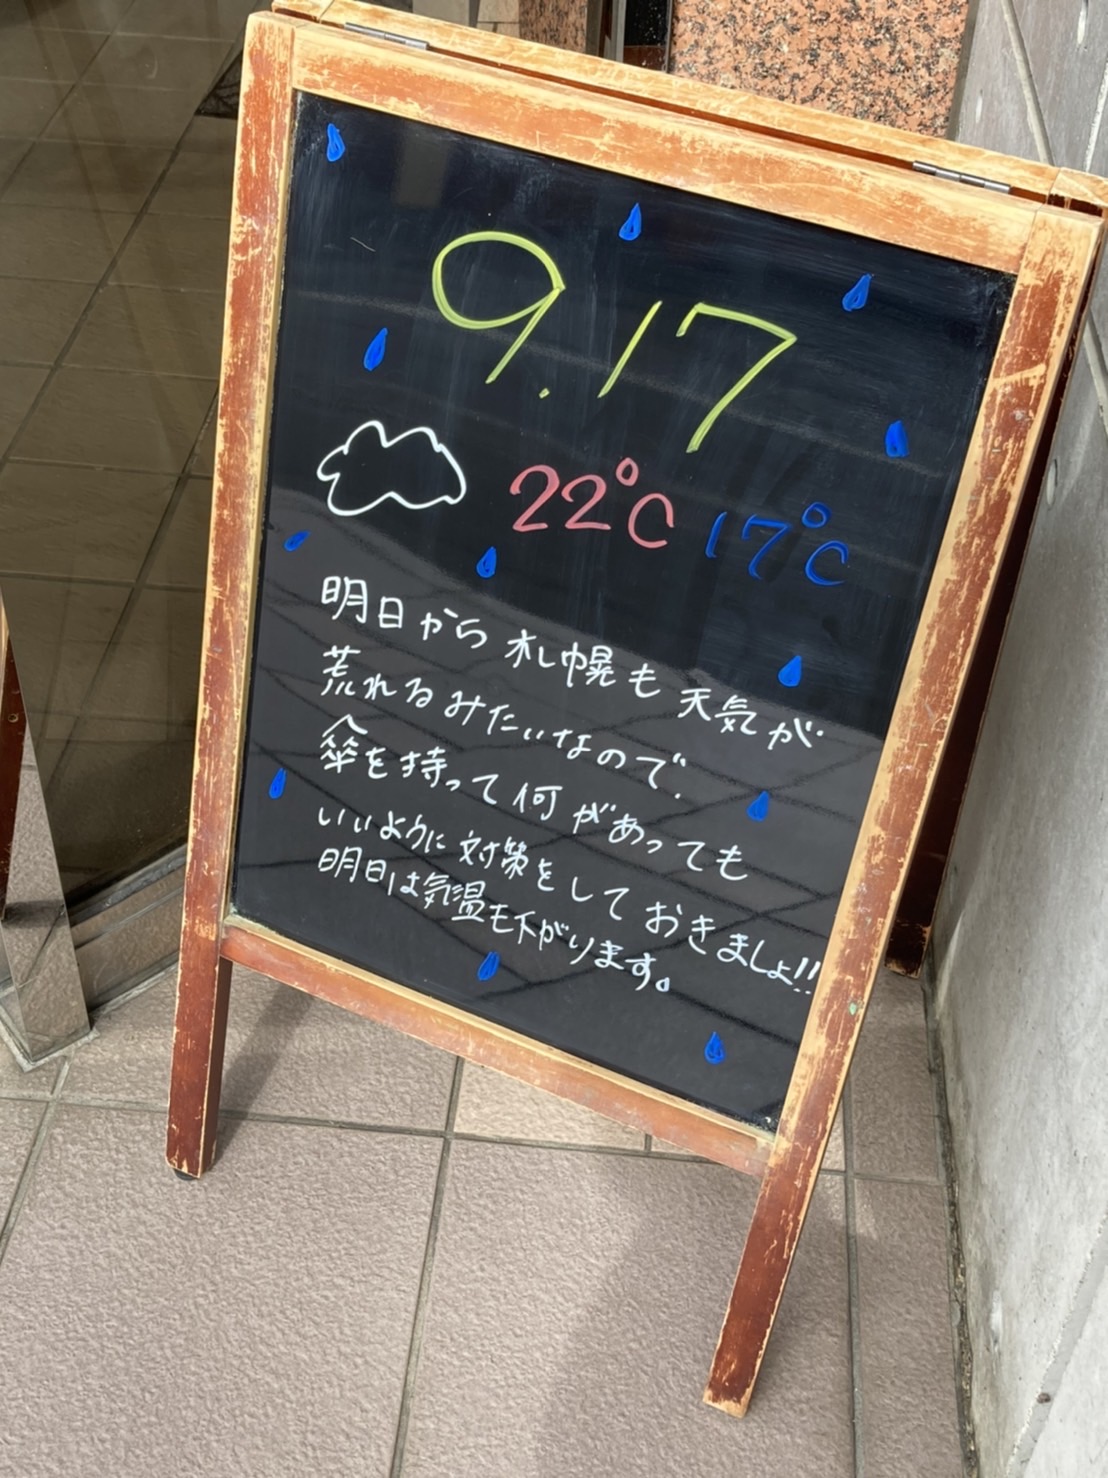 9.17
22℃ 17℃
明日から札幌も天気が
荒れるみたいなので、
傘を持って何があっても
いいように対策をしておきましょ!!
明日は気温も下がります。